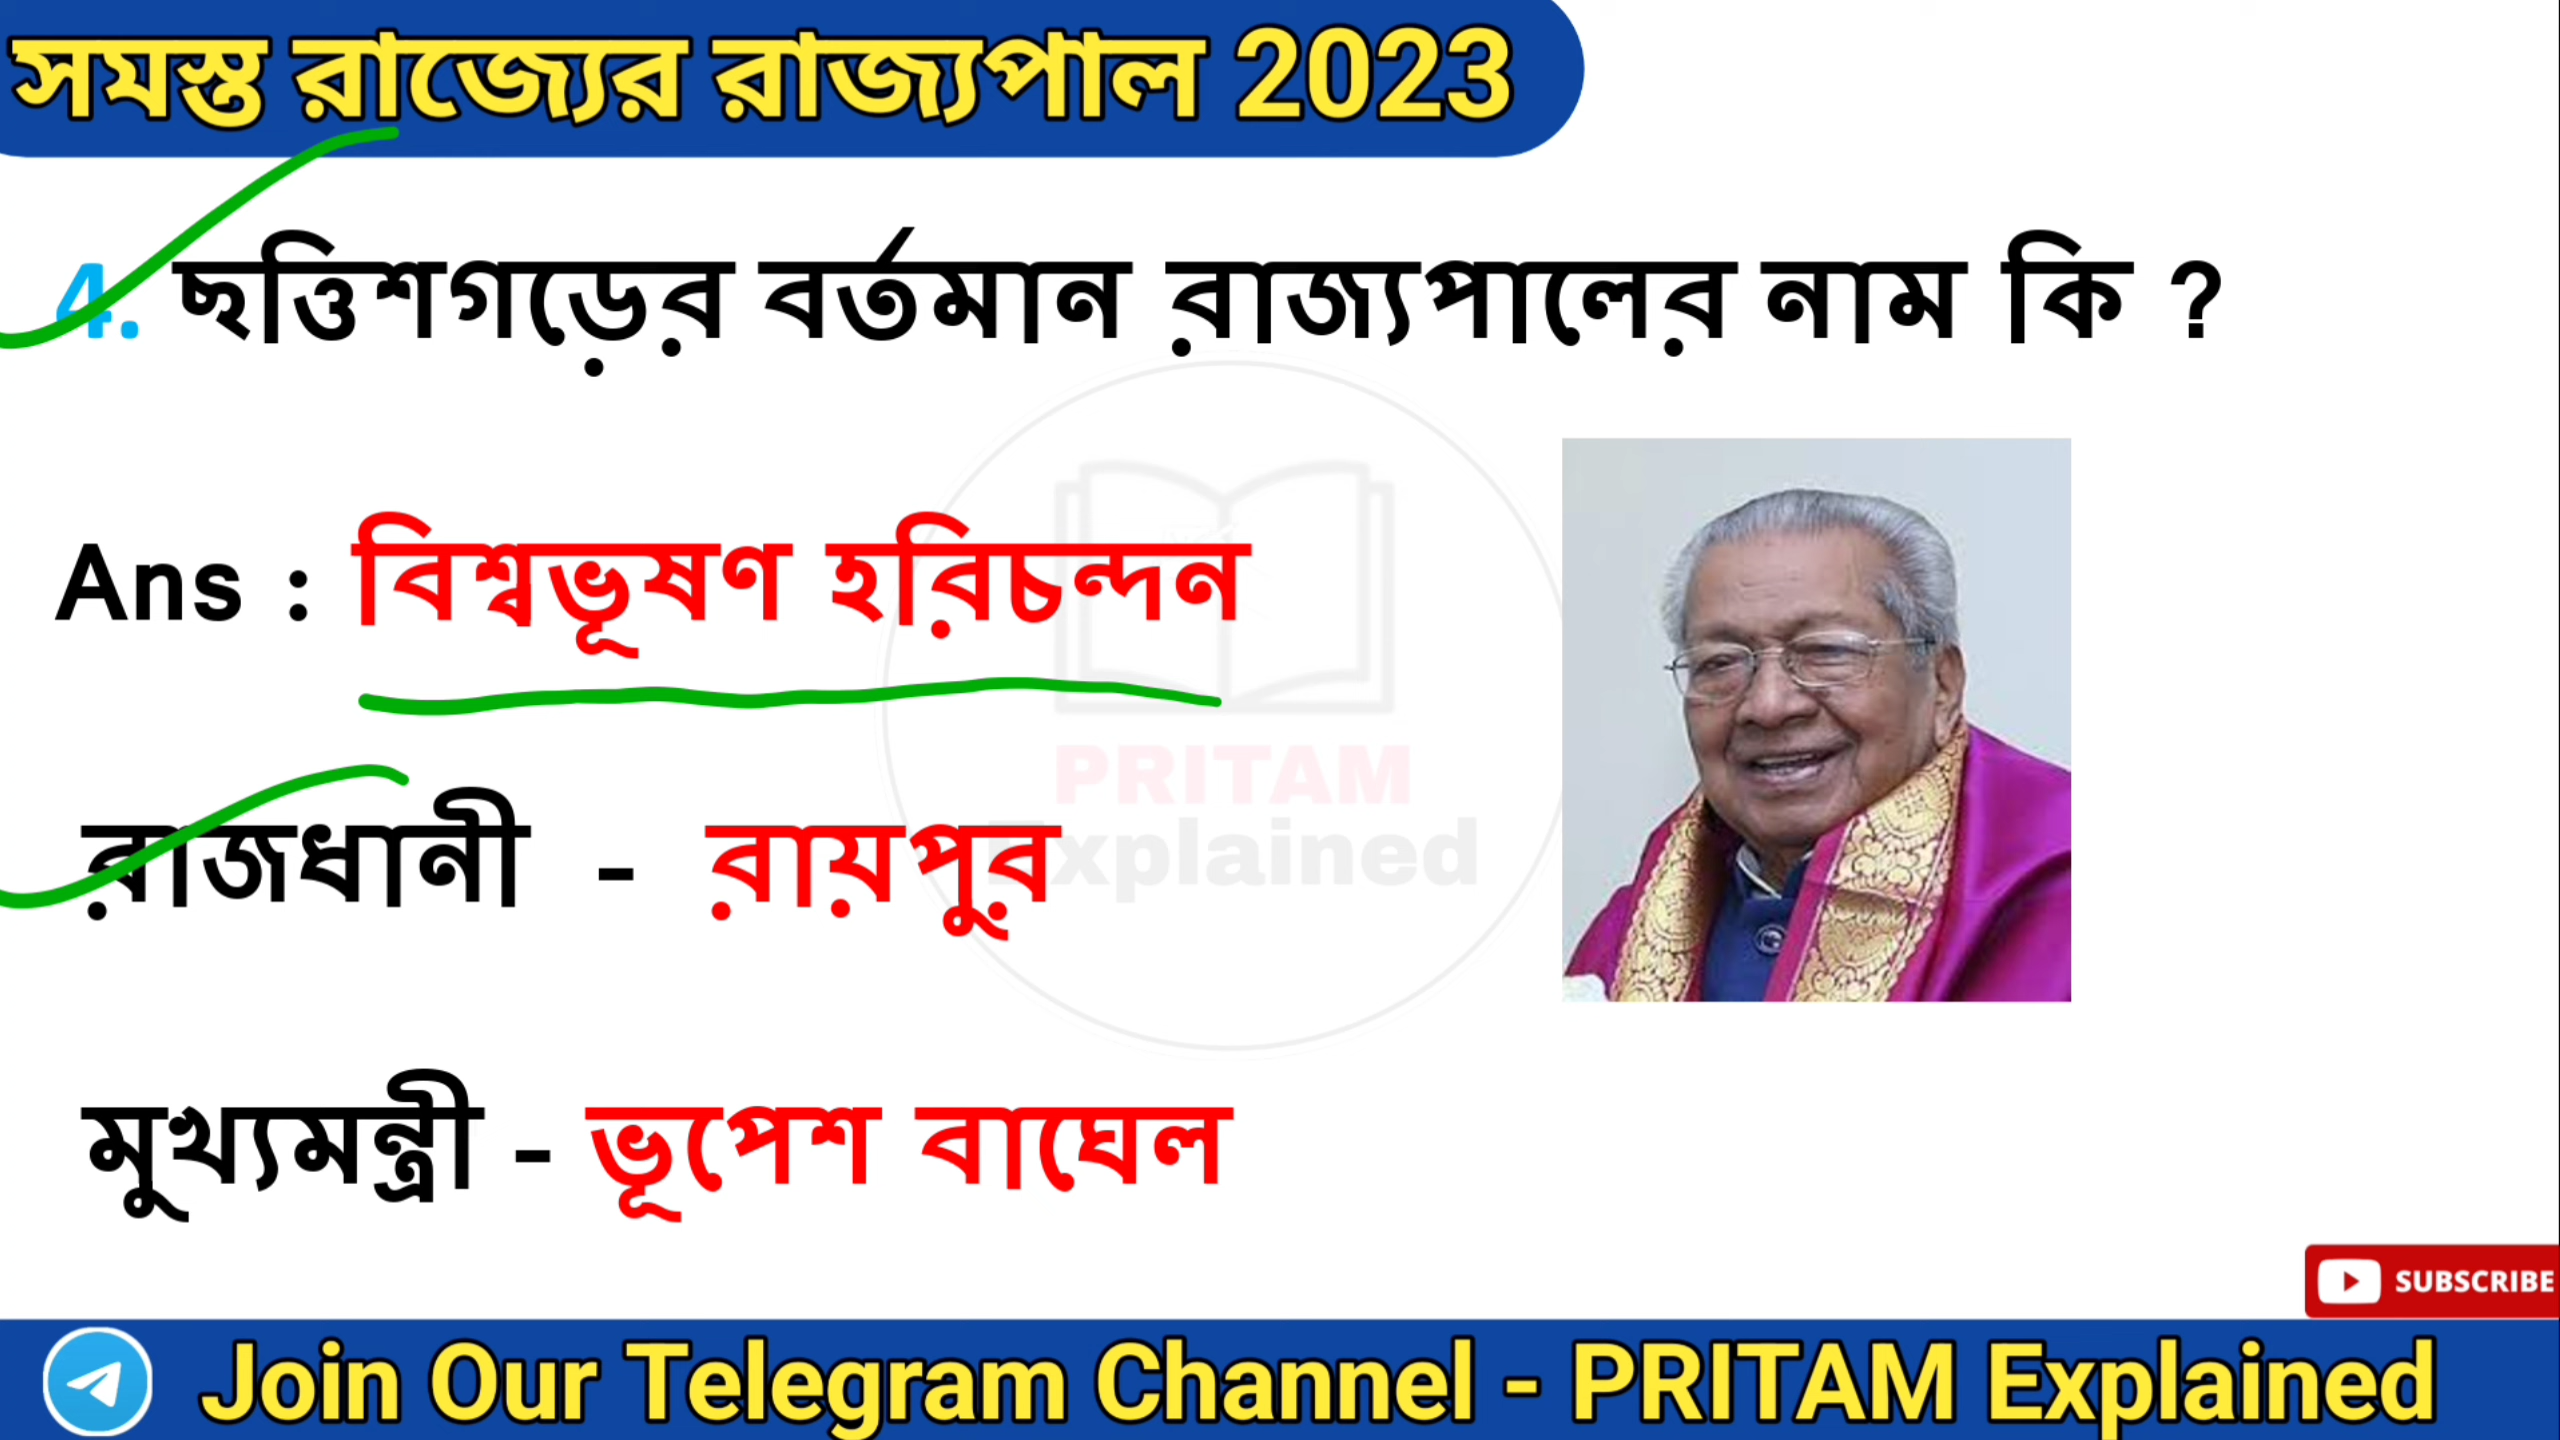 সমস্ত রাজ্যের রাজ্যপাল 2023
4. ছত্তিশগড়ের বর্তমান রাজ্যপালের নাম কি ?
Ans : বিশ্বভূষণ হরিচন্দন
PRITAM
Explained
রাজধানী - রায়পুর
মুখ্যমন্ত্রী - ভূপেশ বাঘেল
SUBSCRIBE
Join Our Telegram Channel - PRITAM Explained